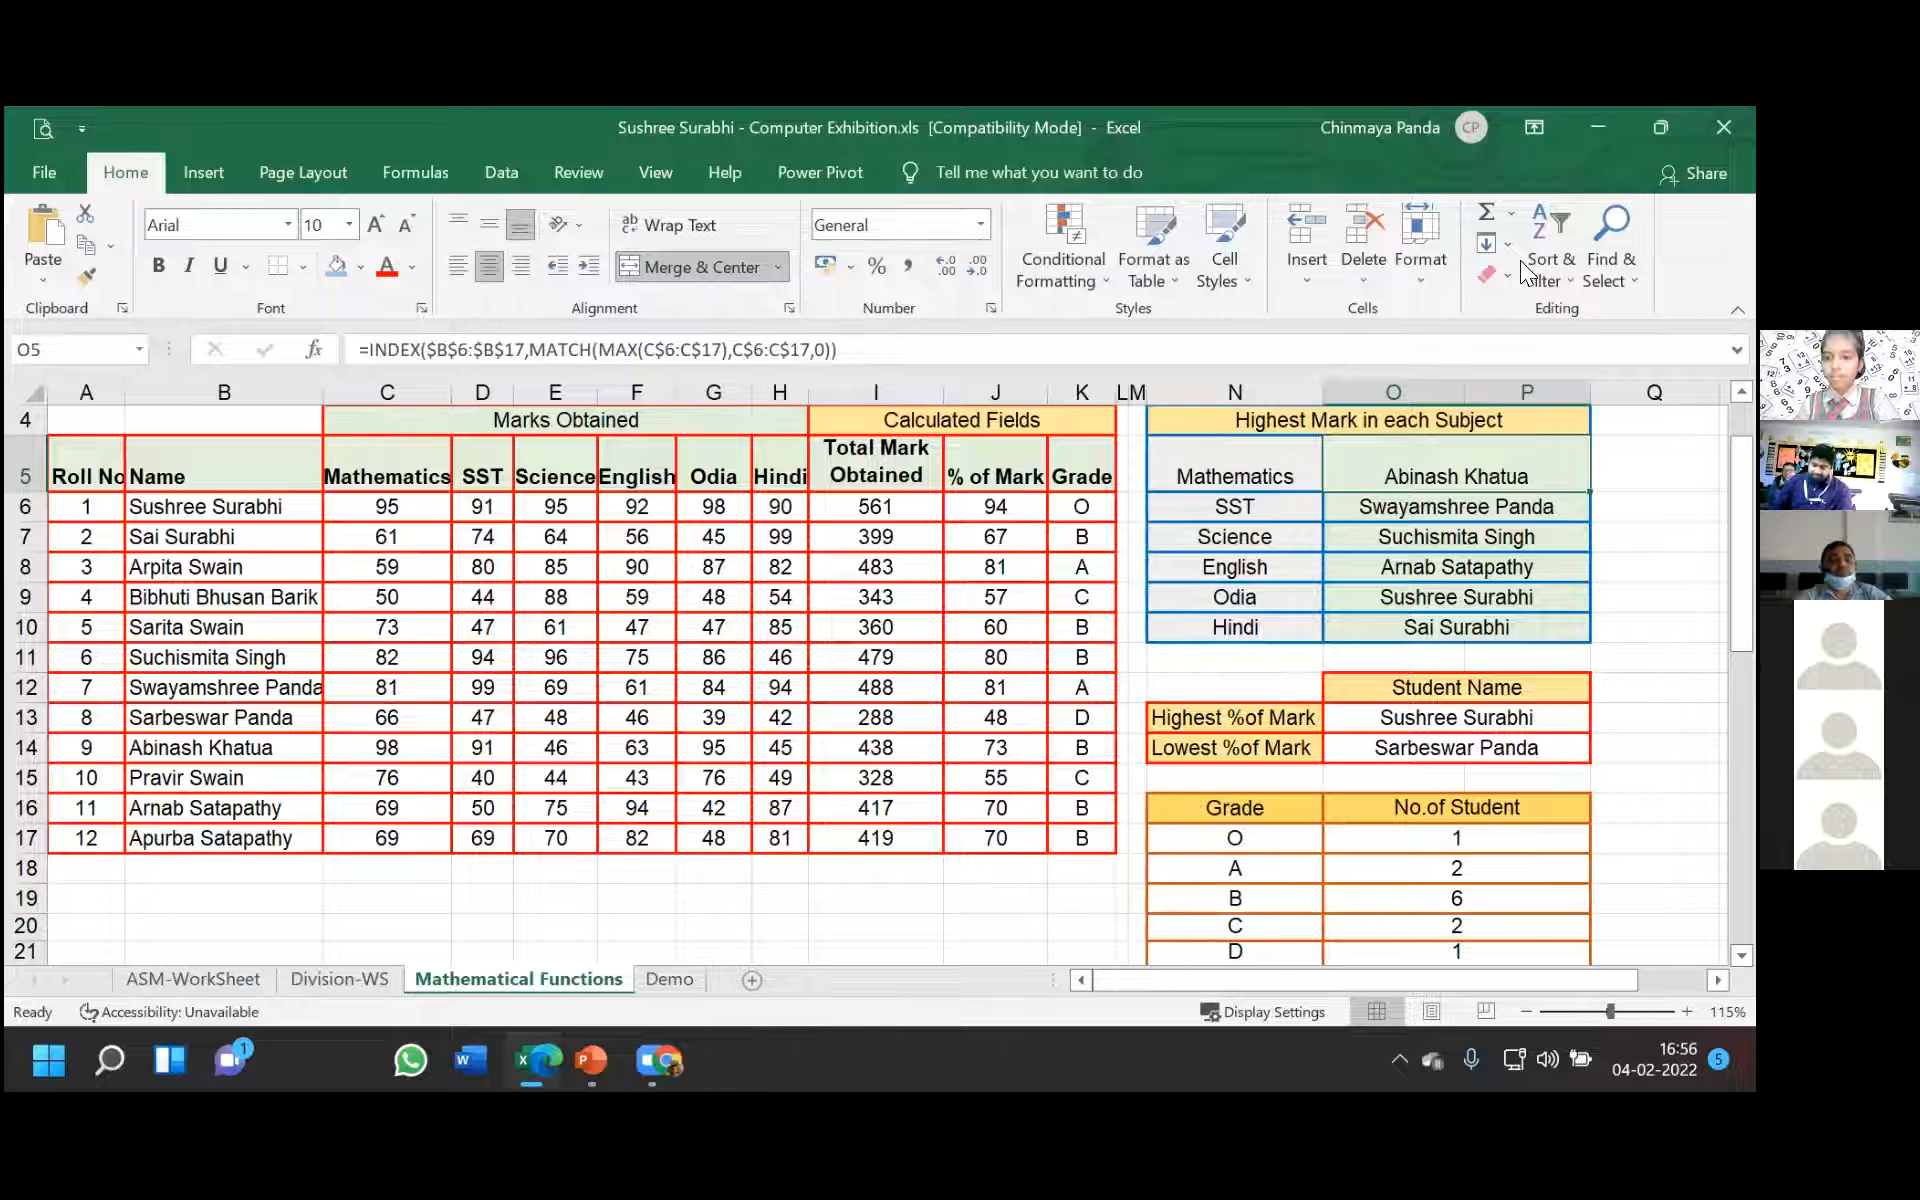 Sushree Surabhi - Computer Exhibition.xls [Compatibility Mode] - Excel
Chinmaya Panda CP
File Home Insert Page Layout Formulas Data Review View Help Power Pivot Tell me what you want to do Share
Paste
Clipboard
Arial 10
B I U A
Font
Wrap Text
Merge & Center
Alignment
General
Number
Conditional Formatting
Format as Table
Cell Styles
Styles
Insert Delete Format
Cells
Sort & Filter
Find & Select
Editing
O5 fx =INDEX($B$6:$B$17,MATCH(MAX(C$6:C$17),C$6:C$17,0))
A B C D E F G H I J K L M N O P Q
4 Marks Obtained Calculated Fields Highest Mark in each Subject
5 Roll No Name Mathematics SST Science English Odia Hindi Total Mark Obtained % of Mark Grade Mathematics Abinash Khatua
6 1 Sushree Surabhi 95 91 95 92 98 90 561 94 O SST Swayamshree Panda
7 2 Sai Surabhi 61 74 64 56 45 99 399 67 B Science Suchismita Singh
8 3 Arpita Swain 59 80 85 90 87 82 483 81 A English Arnab Satapathy
9 4 Bibhuti Bhusan Barik 50 44 88 59 48 54 343 57 C Odia Sushree Surabhi
10 5 Sarita Swain 73 47 61 47 47 85 360 60 B Hindi Sai Surabhi
11 6 Suchismita Singh 82 94 96 75 86 46 479 80 B
12 7 Swayamshree Panda 81 99 69 61 84 94 488 81 A Student Name
13 8 Sarbeswar Panda 66 47 48 46 39 42 288 48 D Highest %of Mark Sushree Surabhi
14 9 Abinash Khatua 98 91 46 63 95 45 438 73 B Lowest %of Mark Sarbeswar Panda
15 10 Pravir Swain 76 40 44 43 76 49 328 55 C
16 11 Arnab Satapathy 69 50 75 94 42 87 417 70 B Grade No.of Student
17 12 Apurba Satapathy 69 69 70 82 48 81 419 70 B O 1
18 A 2
19 B 6
20 C 2
21 D 1
ASM-WorkSheet Division-WS Mathematical Functions Demo
Ready Accessibility: Unavailable Display Settings 115%
1
16:56
04-02-2022
5